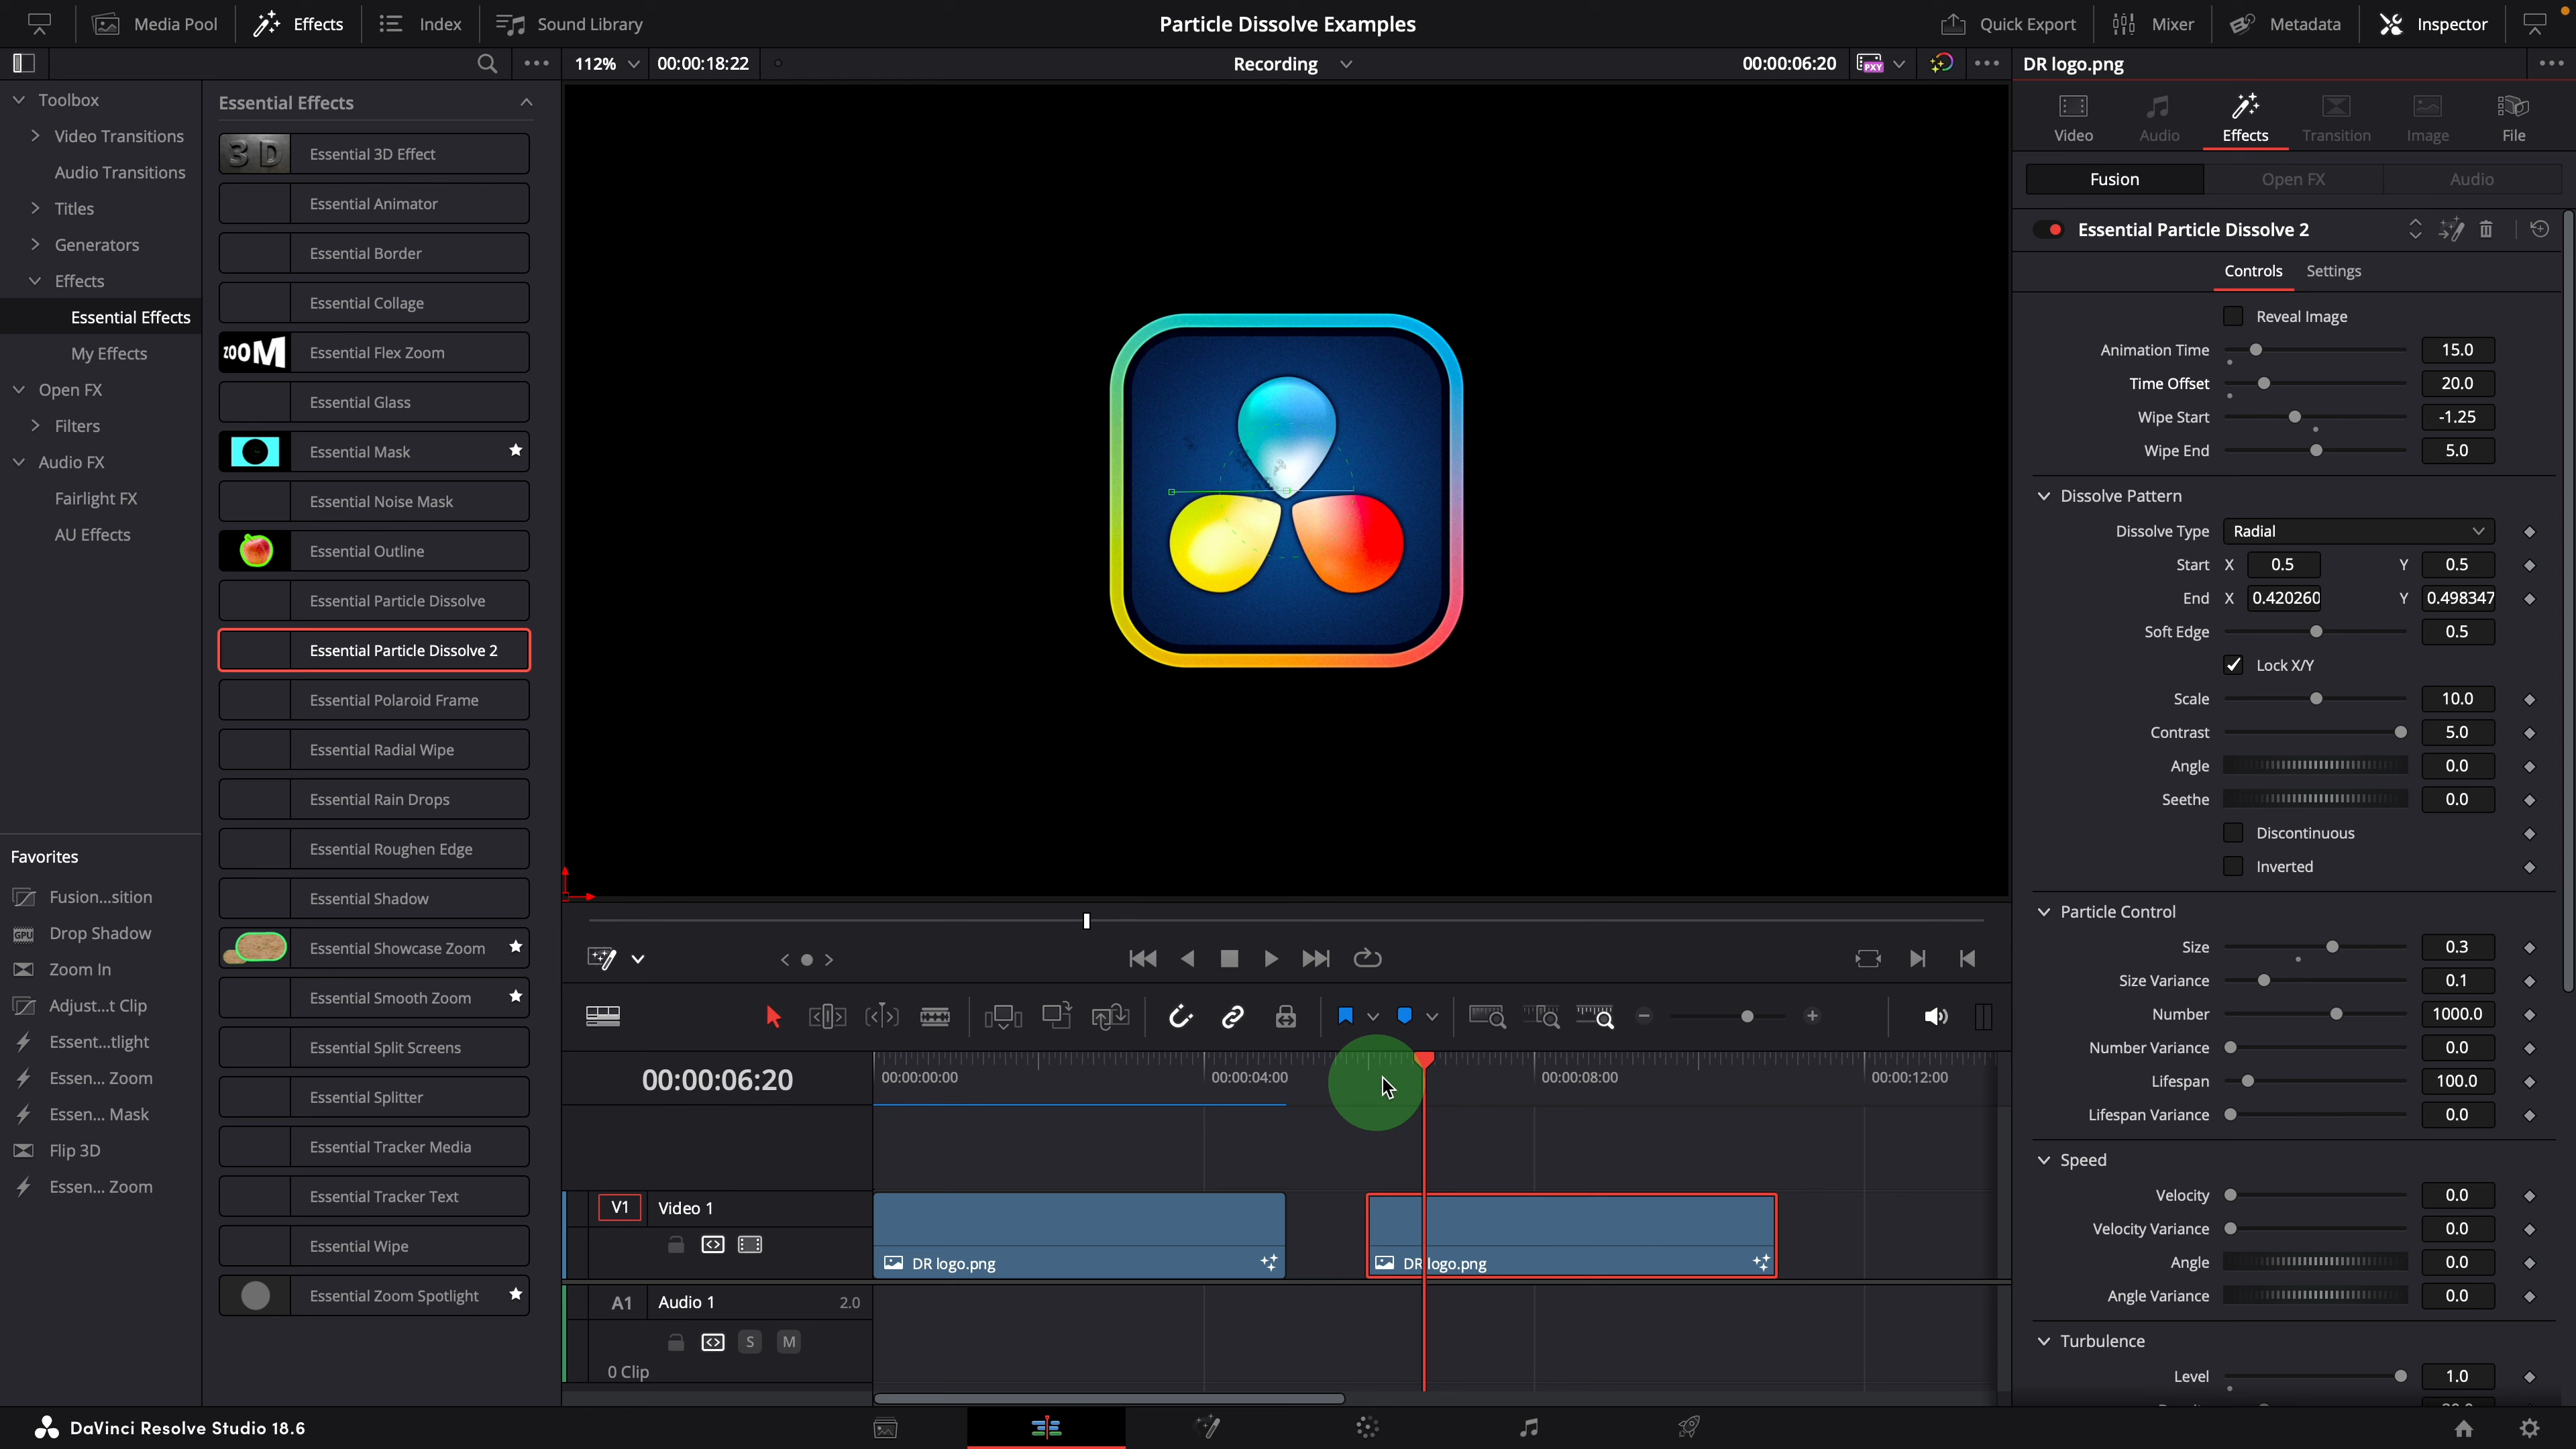 Media Pool
Effects
Index
Sound Library
Particle Dissolve Examples
Quick Export
Mixer
Metadata
Inspector
112%
00:00:18:22
Recording
00:00:06:20
PXY
DR logo.png
Toolbox
Video Transitions
Audio Transitions
Titles
Generators
Effects
Essential Effects
My Effects
Open FX
Filters
Audio FX
Fairlight FX
AU Effects
Favorites
Fusion...sition
GPU Drop Shadow
Zoom In
Adjust...t Clip
Essent...tlight
Essen... Zoom
Essen... Mask
Flip 3D
Essen... Zoom
Essential Effects
3D Essential 3D Effect
Essential Animator
Essential Border
Essential Collage
ZOOM Essential Flex Zoom
Essential Glass
Essential Mask
Essential Noise Mask
Essential Outline
Essential Particle Dissolve
Essential Particle Dissolve 2
Essential Polaroid Frame
Essential Radial Wipe
Essential Rain Drops
Essential Roughen Edge
Essential Shadow
Essential Showcase Zoom
Essential Smooth Zoom
Essential Split Screens
Essential Splitter
Essential Tracker Media
Essential Tracker Text
Essential Wipe
Essential Zoom Spotlight
00:00:06:20
00:00:00:00
00:00:04:00
00:00:08:00
00:00:12:00
V1 Video 1
DR logo.png
DR logo.png
A1 Audio 1 2.0
S M
0 Clip
Video
Audio
Effects
Transition
Image
File
Fusion
Open FX
Audio
Essential Particle Dissolve 2
Controls
Settings
Reveal Image
Animation Time 15.0
Time Offset 20.0
Wipe Start -1.25
Wipe End 5.0
Dissolve Pattern
Dissolve Type Radial
Start X 0.5 Y 0.5
End X 0.420260 Y 0.498347
Soft Edge 0.5
Lock X/Y
Scale 10.0
Contrast 5.0
Angle 0.0
Seethe 0.0
Discontinuous
Inverted
Particle Control
Size 0.3
Size Variance 0.1
Number 1000.0
Number Variance 0.0
Lifespan 100.0
Lifespan Variance 0.0
Speed
Velocity 0.0
Velocity Variance 0.0
Angle 0.0
Angle Variance 0.0
Turbulence
Level 1.0
DaVinci Resolve Studio 18.6